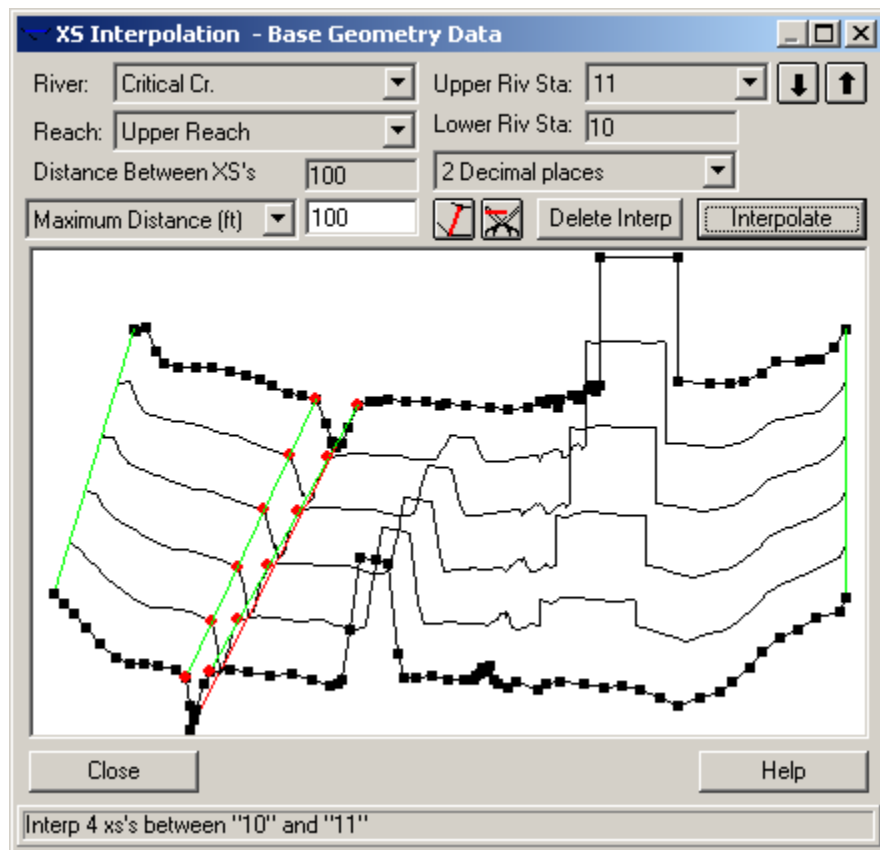 XS Interpolation - Base Geometry Data
River: Critical Cr. Upper Riv Sta: 11
Reach: Upper Reach Lower Riv Sta: 10
Distance Between XS's 100 2 Decimal places
Maximum Distance (ft) 100 Delete Interp Interpolate
Close Help
Interp 4 xs's between "10" and "11"